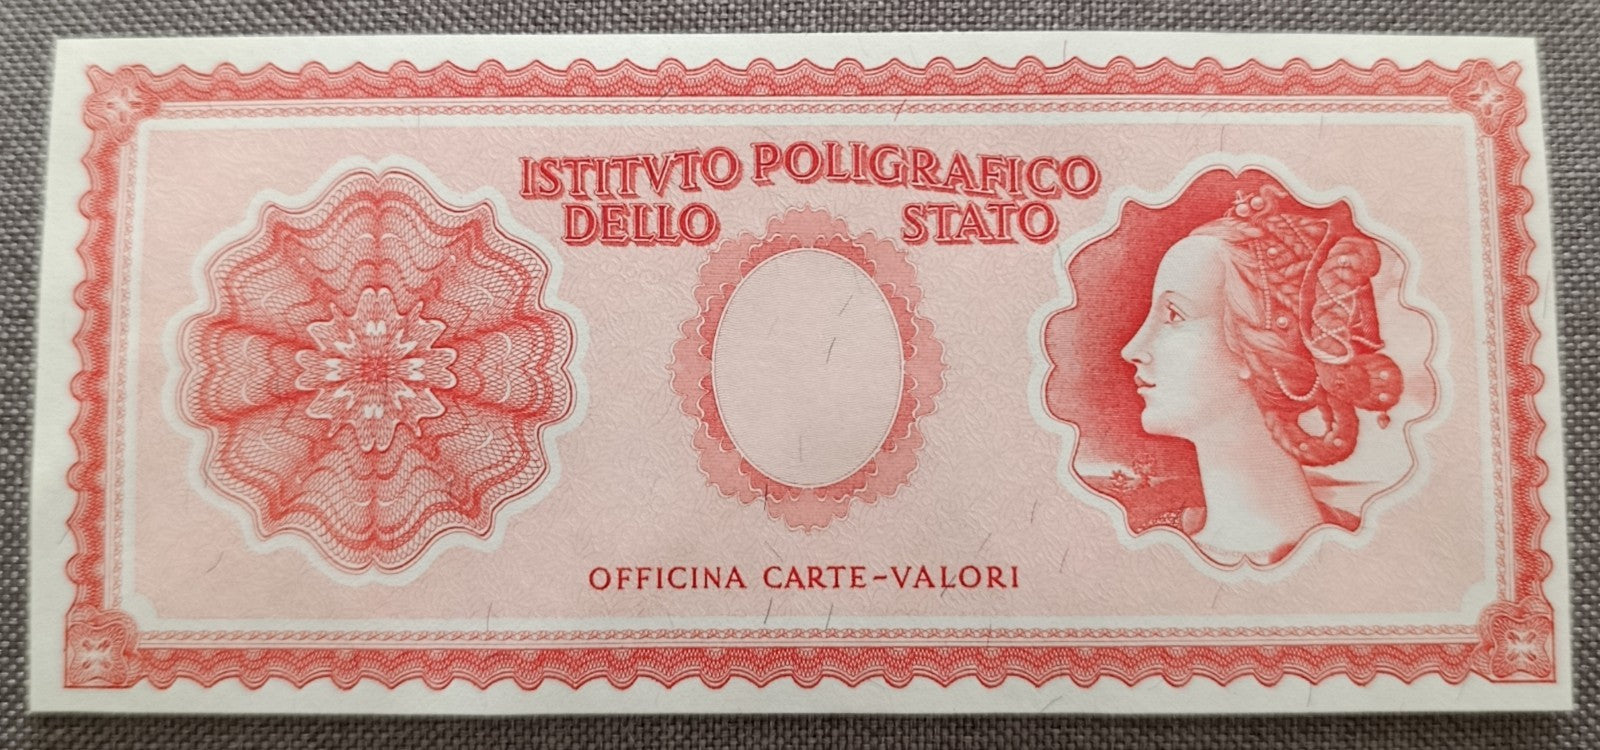 ISTITVTO POLIGRAFICO
DELLO STATO
OFFICINA CARTE-VALORI